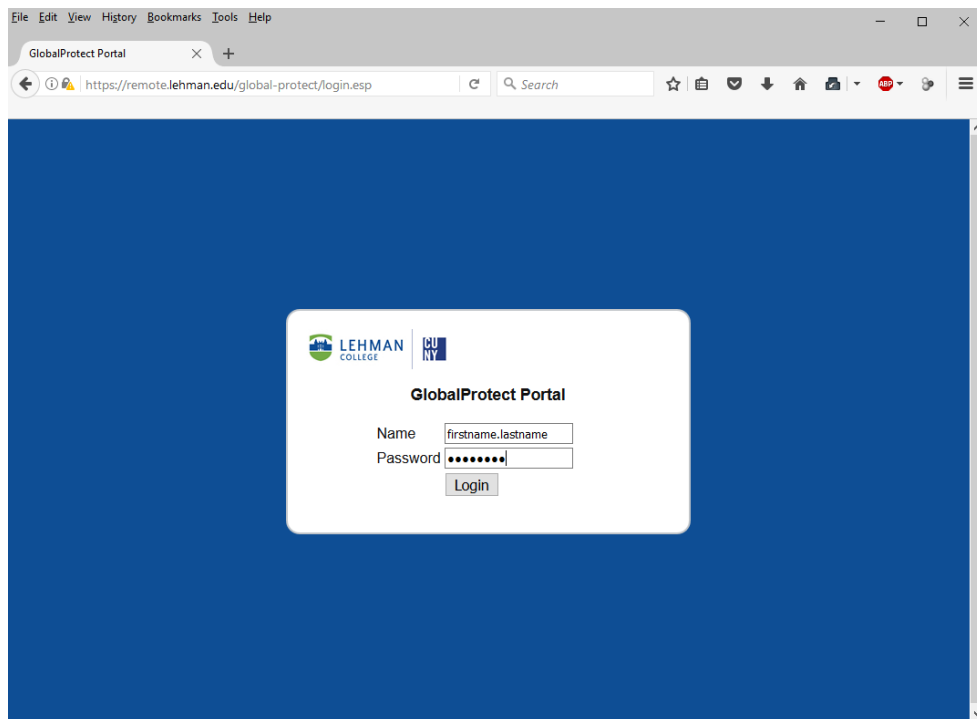 File Edit View History Bookmarks Tools Help
GlobalProtect Portal
https://remote.lehman.edu/global-protect/login.esp
Search
ABP
LEHMAN
COLLEGE
CU
NY
GlobalProtect Portal
Name firstname.lastname
Password ••••••••
Login